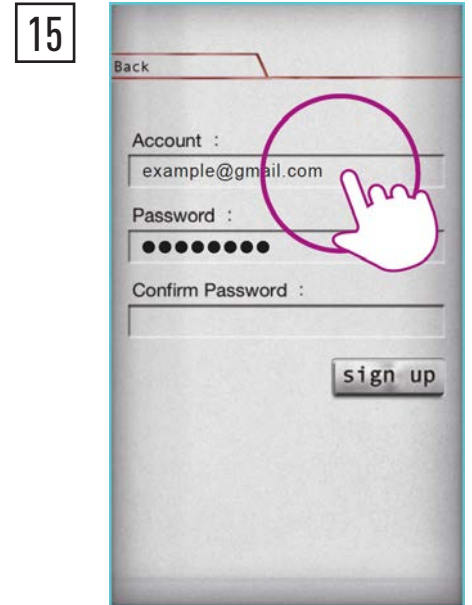 15
Back
Account :
example@gmail.com
Password :
●●●●●●●●
Confirm Password :
sign up